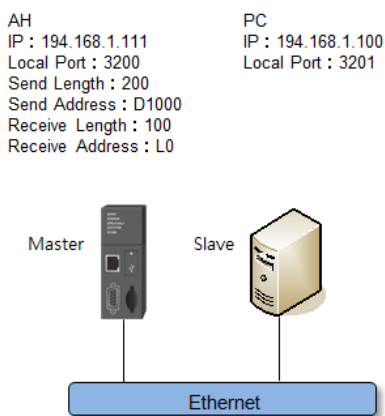 AH
IP : 194.168.1.111
Local Port : 3200
Send Length : 200
Send Address : D1000
Receive Length : 100
Receive Address : L0
PC
IP : 194.168.1.100
Local Port : 3201
Master
Slave
Ethernet